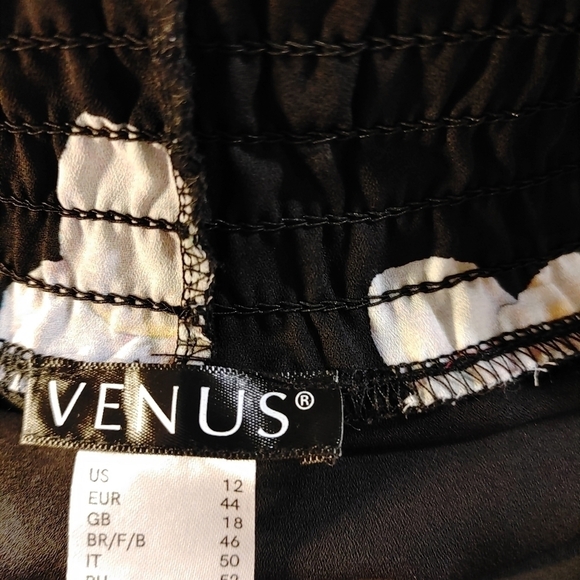 VENUS®
US 12
EUR 44
GB 18
BR/F/B 46
IT 50